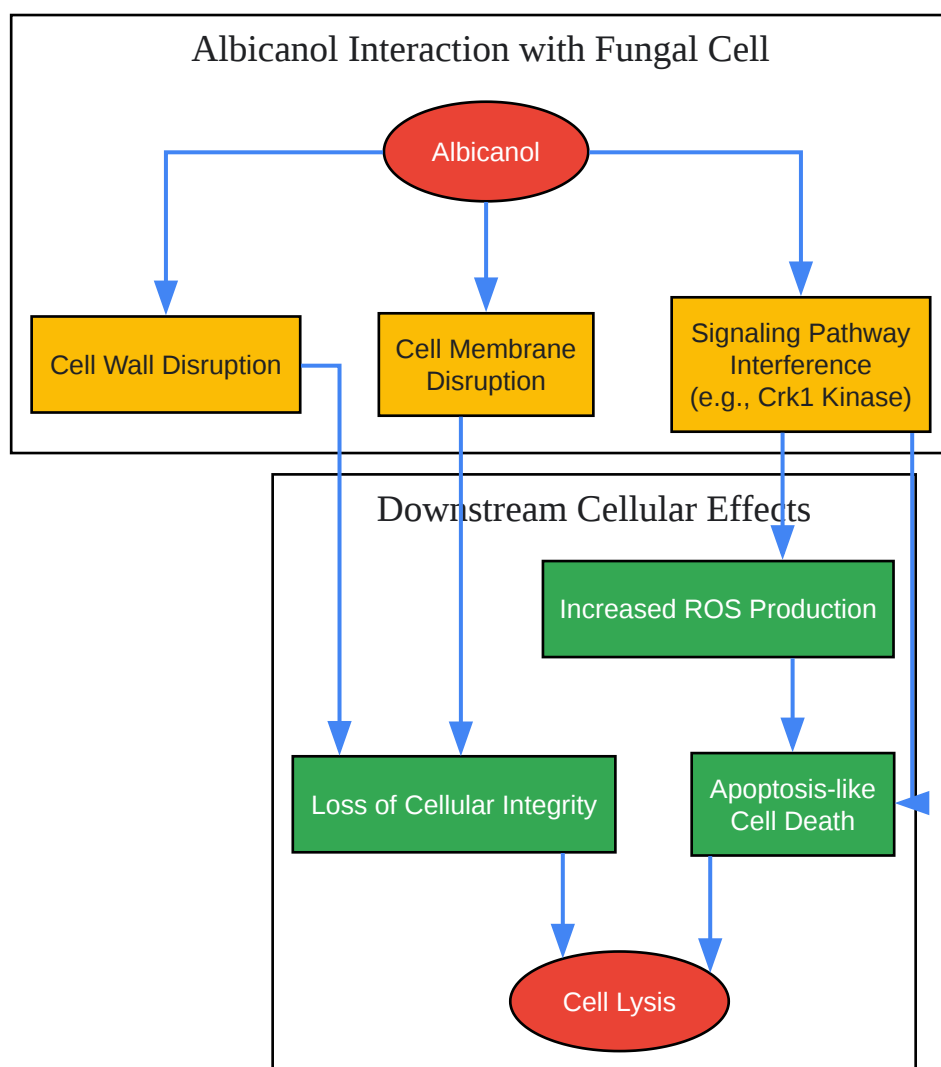 Albicanol Interaction with Fungal Cell
Albicanol
Cell Wall Disruption
Cell Membrane
Disruption
Signaling Pathway
Interference
(e.g., Crk1 Kinase)
Downstream Cellular Effects
Increased ROS Production
Loss of Cellular Integrity
Apoptosis-like
Cell Death
Cell Lysis